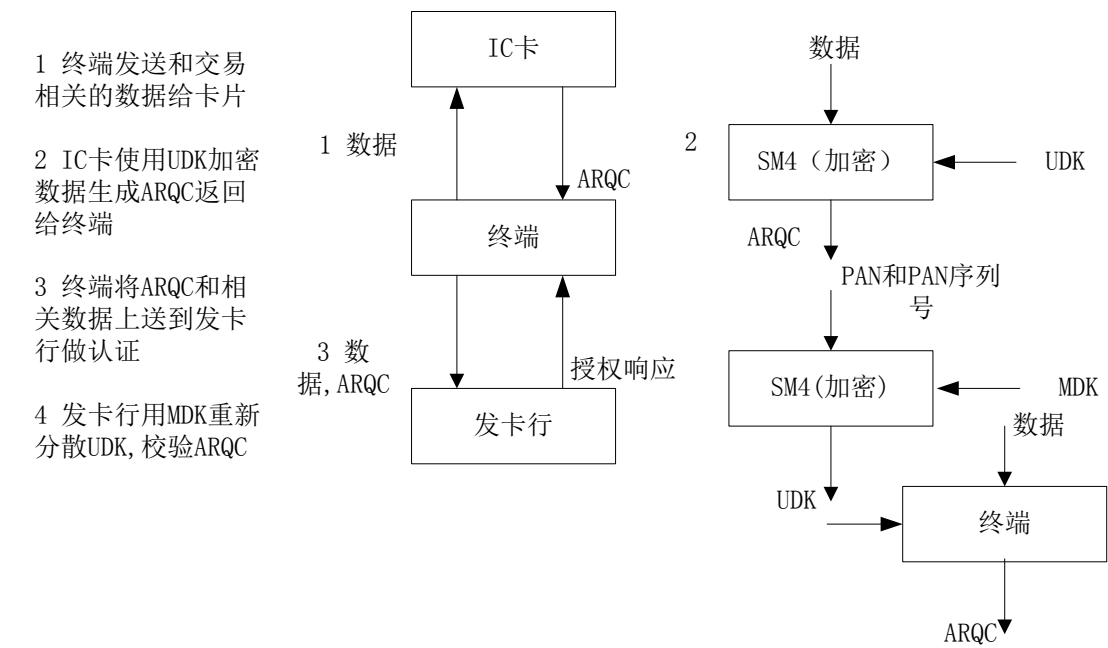 1 终端发送和交易
相关的数据给卡片
2 IC卡使用UDK加密
数据生成ARQC返回
给终端
3 终端将ARQC和相
关数据上送到发卡
行做认证
4 发卡行用MDK重新
分散UDK,校验ARQC
IC卡
1 数据
ARQC
终端
3 数
据,ARQC
授权响应
发卡行
数据
2
SM4（加密）
UDK
ARQC
PAN和PAN序列
号
SM4(加密)
MDK
数据
UDK
终端
ARQC